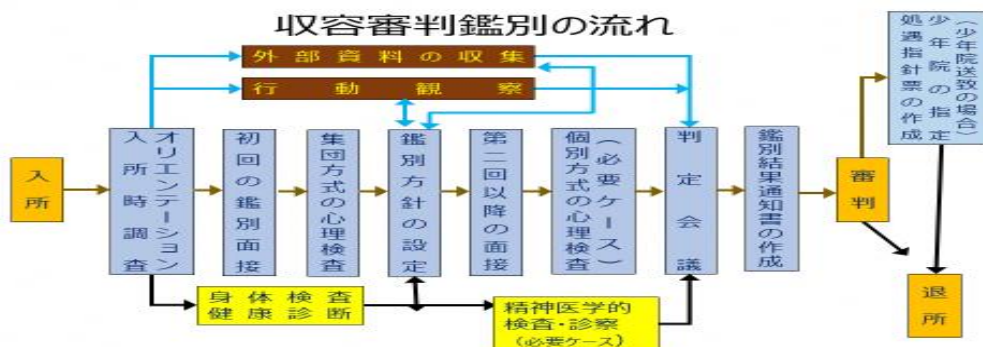 収容審判鑑別の流れ
外部資料の収集
行動観察
入所
オリエンテーション
入所時調査
初回の鑑別面接
集団方式の心理検査
鑑別方針の設定
第二回以降の面接
(必要ケース)
個別方式の心理検査
判定会議
鑑別結果通知書の作成
審判
(少年院送致の場合)
少年院の指定
処遇指針票の作成
退所
身体検査
健康診断
精神医学的
検査・診察
(必要ケース)